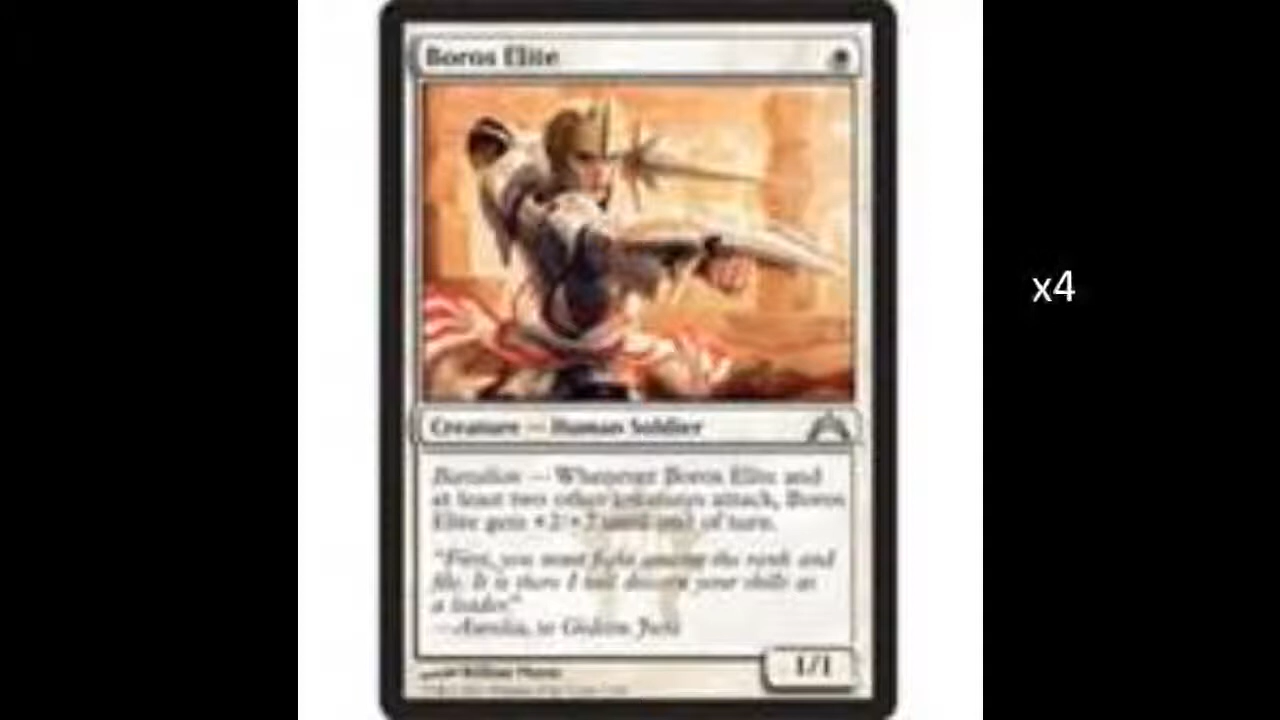 Boros Elite
x4
Creature — Human Soldier
Battalion — Whenever Boros Elite and
at least two other creatures attack, Boros
Elite gets +2/+2 until end of turn.
"First, you must fight among the rank and
file. It is there I will discern your skills as
a leader."
—Aurelia, to Gideon Jura
1/1